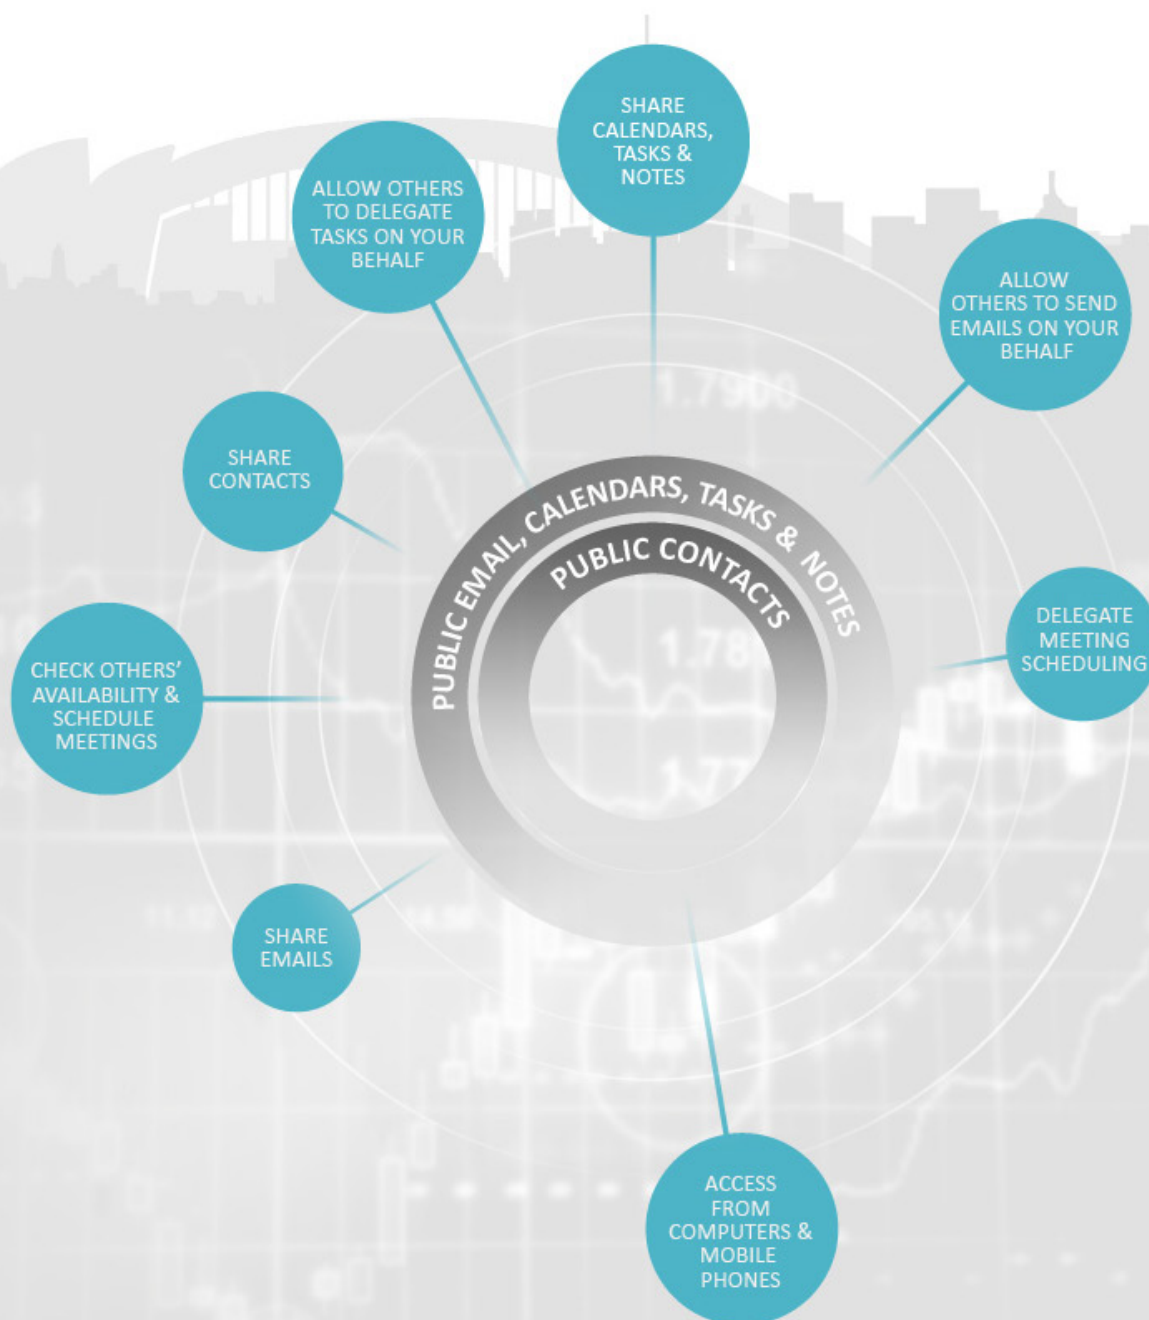 SHARE
CALENDARS,
TASKS &
NOTES
ALLOW OTHERS
TO DELEGATE
TASKS ON YOUR
BEHALF
ALLOW
OTHERS TO SEND
EMAILS ON YOUR
BEHALF
1.7900
SHARE
CONTACTS
PUBLIC EMAIL, CALENDARS, TASKS & NOTES
PUBLIC CONTACTS
DELEGATE
MEETING
SCHEDULING
CHECK OTHERS’
AVAILABILITY &
SCHEDULE
MEETINGS
SHARE
EMAILS
ACCESS
FROM
COMPUTERS &
MOBILE
PHONES